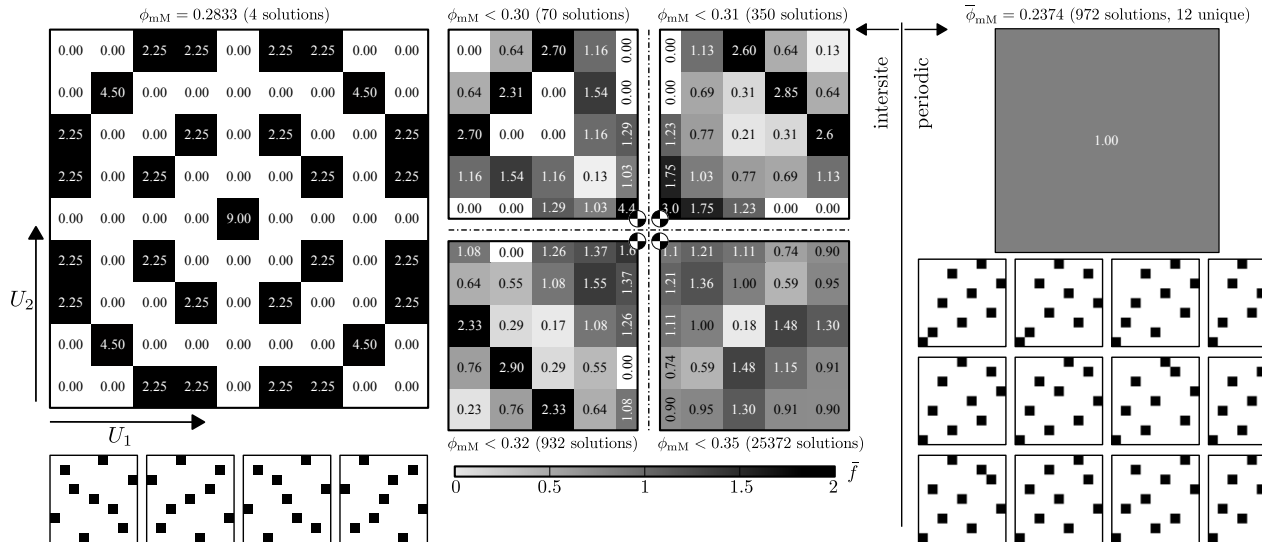 ϕmM = 0.2833 (4 solutions)
0.00 0.00 2.25 2.25 0.00 2.25 2.25 0.00 0.00
0.00 4.50 0.00 0.00 0.00 0.00 0.00 4.50 0.00
2.25 0.00 0.00 2.25 0.00 2.25 0.00 0.00 2.25
2.25 0.00 2.25 0.00 0.00 0.00 2.25 0.00 2.25
0.00 0.00 0.00 0.00 9.00 0.00 0.00 0.00 0.00
2.25 0.00 2.25 0.00 0.00 0.00 2.25 0.00 2.25
2.25 0.00 0.00 2.25 0.00 2.25 0.00 0.00 2.25
0.00 4.50 0.00 0.00 0.00 0.00 0.00 4.50 0.00
0.00 0.00 2.25 2.25 0.00 2.25 2.25 0.00 0.00
U2
U1
ϕmM < 0.30 (70 solutions)
0.00 0.64 2.70 1.16 0.00
0.64 2.31 0.00 1.54 0.00
2.70 0.00 0.00 1.16 1.29
1.16 1.54 1.16 0.13 1.03
0.00 0.00 1.29 1.03 4.4
ϕmM < 0.31 (350 solutions)
0.00 1.13 2.60 0.64 0.13
0.00 0.69 0.31 2.85 0.64
1.23 0.77 0.21 0.31 2.6
1.75 1.03 0.77 0.69 1.13
3.0 1.75 1.23 0.00 0.00
1.08 0.00 1.26 1.37 1.6
0.64 0.55 1.08 1.55 1.37
2.33 0.29 0.17 1.08 1.26
0.76 2.90 0.29 0.55 0.00
0.23 0.76 2.33 0.64 1.08
ϕmM < 0.32 (932 solutions)
1.1 1.21 1.11 0.74 0.90
1.21 1.36 1.00 0.59 0.95
1.11 1.00 0.18 1.48 1.30
0.74 0.59 1.48 1.15 0.91
0.90 0.95 1.30 0.91 0.90
ϕmM < 0.35 (25372 solutions)
0 0.5 1 1.5 2 f̄
intersite
periodic
ϕ̄mM = 0.2374 (972 solutions, 12 unique)
1.00